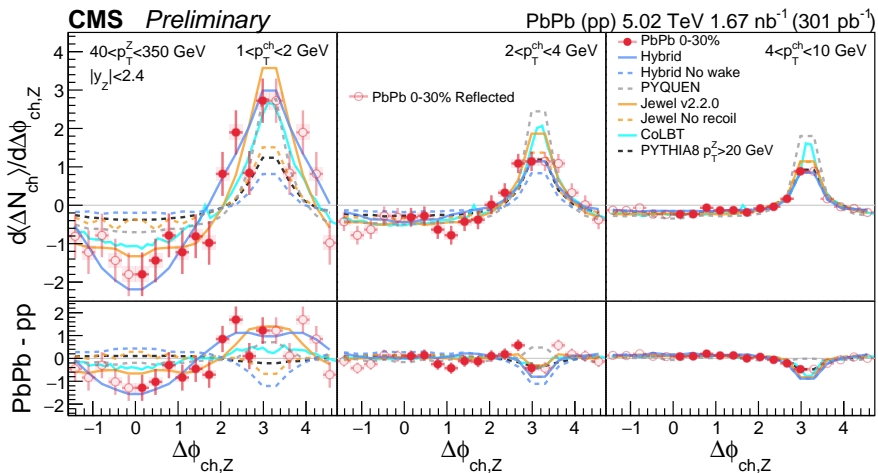 CMS Preliminary PbPb (pp) 5.02 TeV 1.67 nb⁻¹ (301 pb⁻¹)
40<p_T^Z<350 GeV
|y_Z|<2.4
1<p_T^ch<2 GeV
2<p_T^ch<4 GeV
4<p_T^ch<10 GeV
PbPb 0-30% Reflected
PbPb 0-30%
Hybrid
Hybrid No wake
PYQUEN
Jewel v2.2.0
Jewel No recoil
CoLBT
PYTHIA8 p_T^Z>20 GeV
d⟨ΔN_ch⟩/dΔϕ_ch,Z
4
3
2
1
0
−1
−2
PbPb - pp
2
1
0
−1
−2
−1 0 1 2 3 4
−1 0 1 2 3 4
−1 0 1 2 3 4
Δϕ_ch,Z
Δϕ_ch,Z
Δϕ_ch,Z